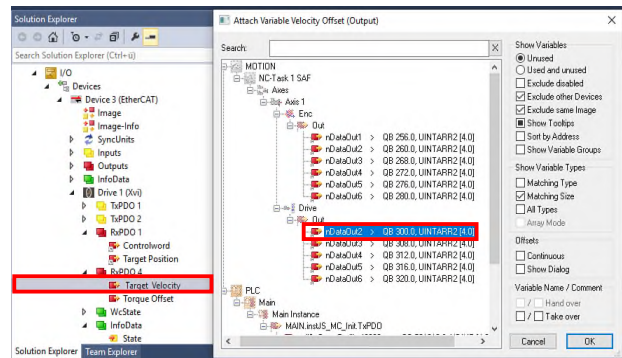 Solution Explorer
Search Solution Explorer (Ctrl+ü)
I/O
Devices
Device 3 (EtherCAT)
Image
Image-Info
SyncUnits
Inputs
Outputs
InfoData
Drive 1 (Xvi)
TxPDO 1
TxPDO 2
RxPDO 1
Controlword
Target Position
RxPDO 4
Target Velocity
Torque Offset
WcState
InfoData
State
Solution Explorer Team Explorer
Attach Variable Velocity Offset (Output)
Search:
MOTION
NC-Task 1 SAF
Axes
Axis 1
Enc
Out
nDataOut1 > QB 256.0, UINTARR2 [4.0]
nDataOut2 > QB 260.0, UINTARR2 [4.0]
nDataOut3 > QB 268.0, UINTARR2 [4.0]
nDataOut4 > QB 272.0, UINTARR2 [4.0]
nDataOut5 > QB 276.0, UINTARR2 [4.0]
nDataOut6 > QB 280.0, UINTARR2 [4.0]
Drive
Out
nDataOut2 > QB 300.0, UINTARR2 [4.0]
nDataOut3 > QB 308.0, UINTARR2 [4.0]
nDataOut4 > QB 312.0, UINTARR2 [4.0]
nDataOut5 > QB 316.0, UINTARR2 [4.0]
nDataOut6 > QB 320.0, UINTARR2 [4.0]
PLC
Main
Main Instance
MAIN.instUS_MC_Init.TxPDO
Show Variables
Unused
Used and unused
Exclude disabled
Exclude other Devices
Exclude same Image
Show Tooltips
Sort by Address
Show Variable Groups
Show Variable Types
Matching Type
Matching Size
All Types
Array Mode
Offsets
Continuous
Show Dialog
Variable Name / Comment
/ Hand over
/ Take over
Cancel OK